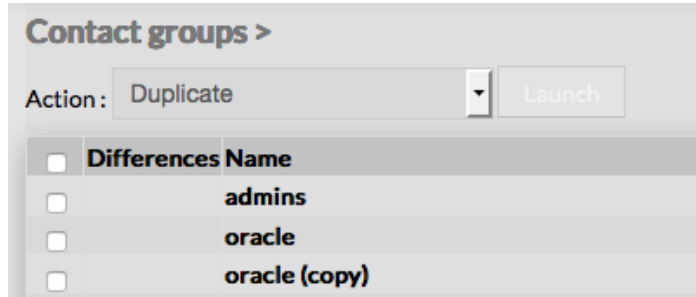 Contact groups >
Action : Duplicate Launch
Differences Name
admins
oracle
oracle (copy)